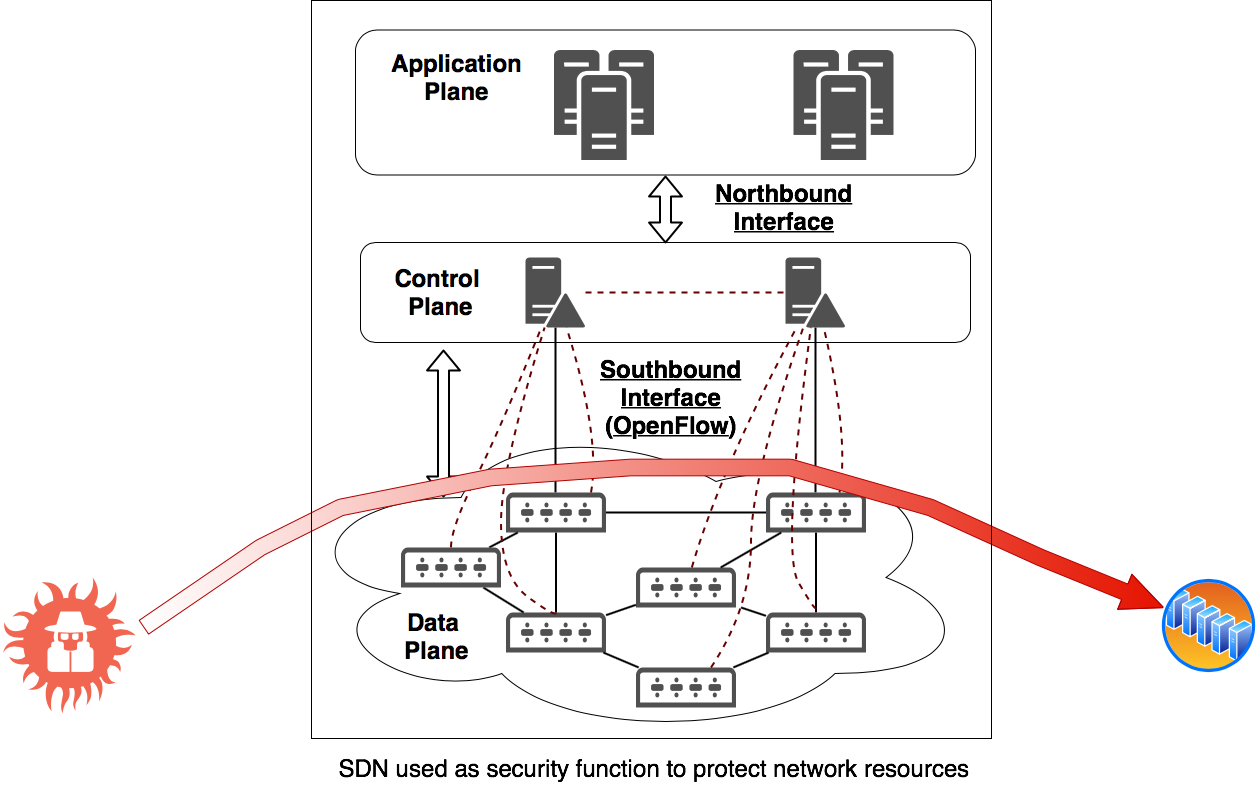 Application
Plane
Northbound
Interface
Control
Plane
Southbound
Interface
(OpenFlow)
Data
Plane
SDN used as security function to protect network resources